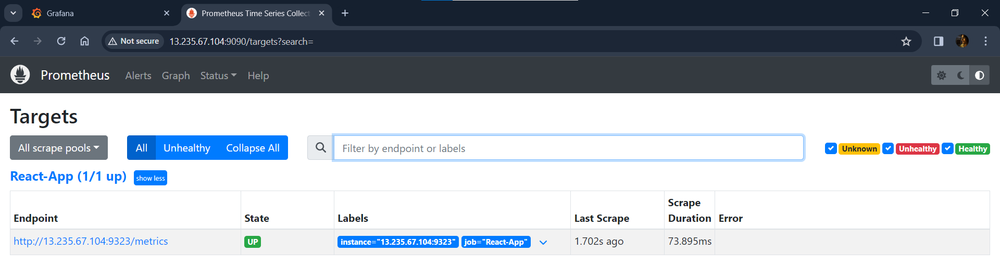 Grafana
Prometheus Time Series Collect
Not secure 13.235.67.104:9090/targets?search=
Prometheus Alerts Graph Status Help
Targets
All scrape pools All Unhealthy Collapse All Filter by endpoint or labels Unknown Unhealthy Healthy
React-App (1/1 up) show less
Endpoint State Labels Last Scrape Scrape Duration Error
http://13.235.67.104:9323/metrics UP instance="13.235.67.104:9323" job="React-App" 1.702s ago 73.895ms